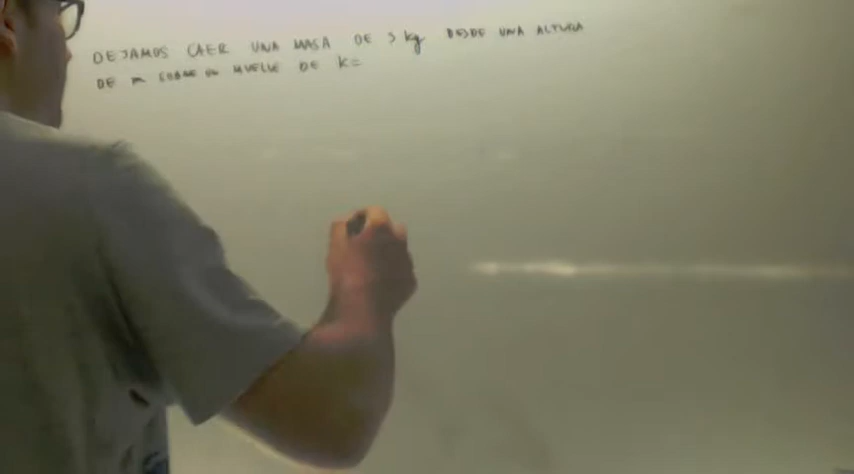 DEJAMOS CAER UNA MASA DE 3 kg DESDE UNA ALTURA
DE m SOBRE UN MUELLE DE K=